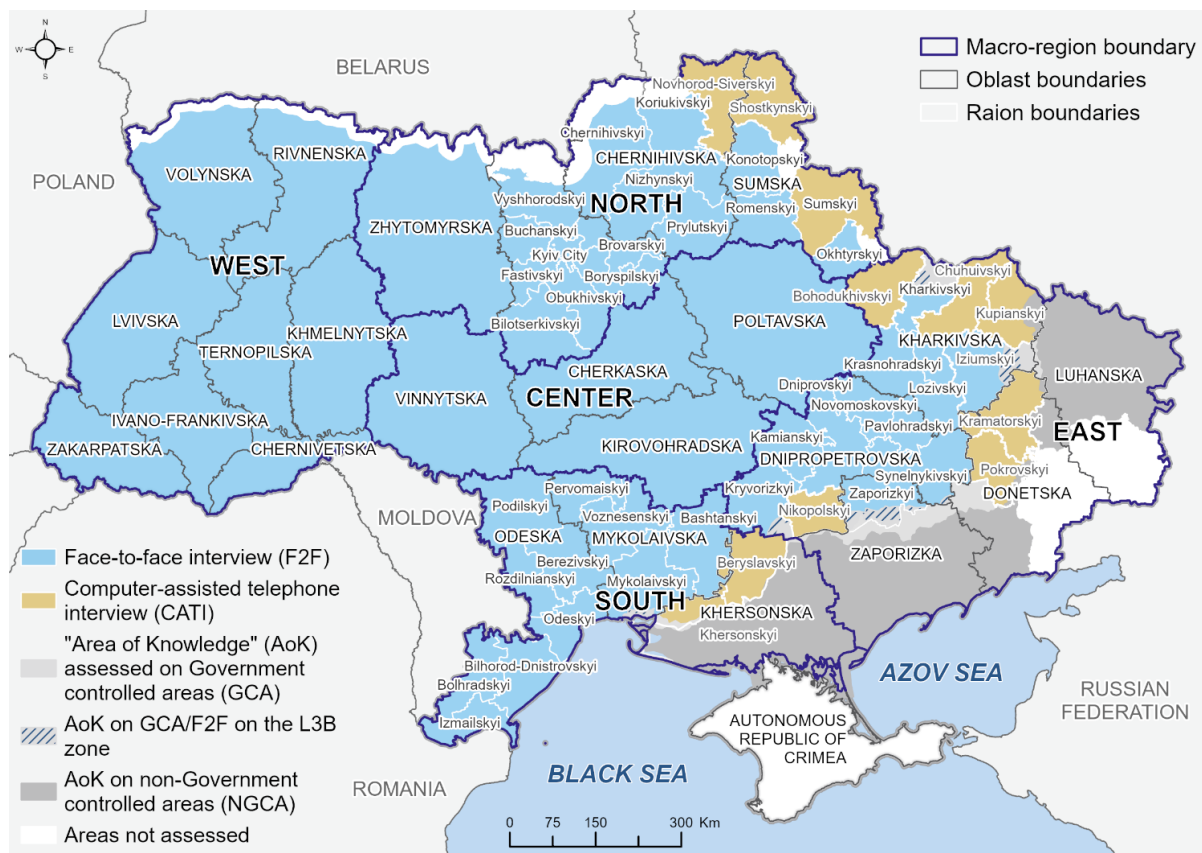 N
W
E
S
BELARUS
POLAND
MOLDOVA
ROMANIA
RUSSIAN
FEDERATION
BLACK SEA
AZOV SEA
Macro-region boundary
Oblast boundaries
Raion boundaries
WEST
VOLYNSKA
RIVNENSKA
LVIVSKA
TERNOPILSKA
KHMELNYTSKA
IVANO-FRANKIVSKA
ZAKARPATSKA
CHERNIVETSKA
NORTH
ZHYTOMYRSKA
Novhorod-Siverskyi
Koriukivskyi
Shostkynskyi
Chernihivskyi
CHERNIHIVSKA
Konotopskyi
Nizhynskyi
SUMSKA
Vyshhorodskyi
Romenskyi
Sumskyi
Buchanskyi
Prylutskyi
Brovarskyi
Kyiv City
Okhtyrskyi
Fastivskyi
Boryspilskyi
Obukhivskyi
Bilotserkivskyi
CENTER
POLTAVSKA
CHERKASKA
VINNYTSKA
KIROVOHRADSKA
EAST
Chuhuivskyi
Kharkivskyi
Bohodukhivskyi
Kupianskyi
KHARKIVSKA
Iziumskyi
Krasnohradskyi
LUHANSKA
Dniprovskyi
Lozivskyi
Novomoskovskyi
Pavlohradskyi
Kramatorskyi
Kamianskyi
DNIPROPETROVSKA
Pokrovskyi
Synelnykivskyi
Kryvorizkyi
Zaporizkyi
DONETSKA
Nikopolskyi
ZAPORIZKA
SOUTH
Pervomaiskyi
Podilskyi
Voznesenskyi
Bashtanskyi
ODESKA
MYKOLAIVSKA
Berezivskyi
Beryslavskyi
Rozdilnianskyi
Mykolaivskyi
KHERSONSKA
Odeskyi
Khersonskyi
Bilhorod-Dnistrovskyi
Bolhradskyi
Izmailskyi
AUTONOMOUS
REPUBLIC OF
CRIMEA
Face-to-face interview (F2F)
Computer-assisted telephone
interview (CATI)
"Area of Knowledge" (AoK)
assessed on Government
controlled areas (GCA)
AoK on GCA/F2F on the L3B
zone
AoK on non-Government
controlled areas (NGCA)
Areas not assessed
0 75 150 300 Km